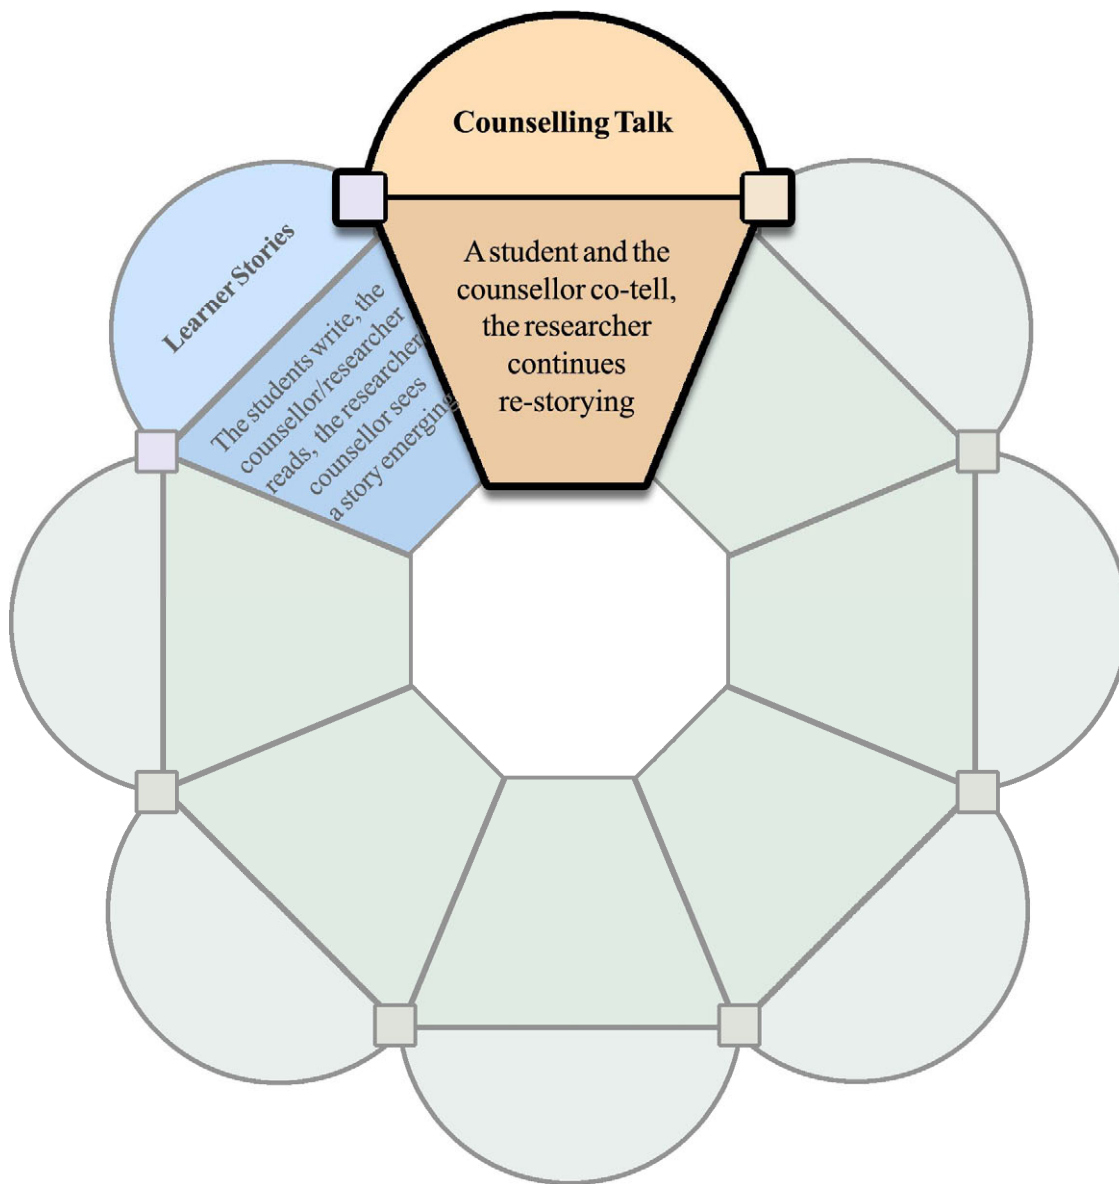 Counselling Talk
A student and the
counsellor co-tell,
the researcher
continues
re-storying
Learner Stories
The students write, the
counsellor/researcher
reads, the researcher/
counsellor sees
a story emerging